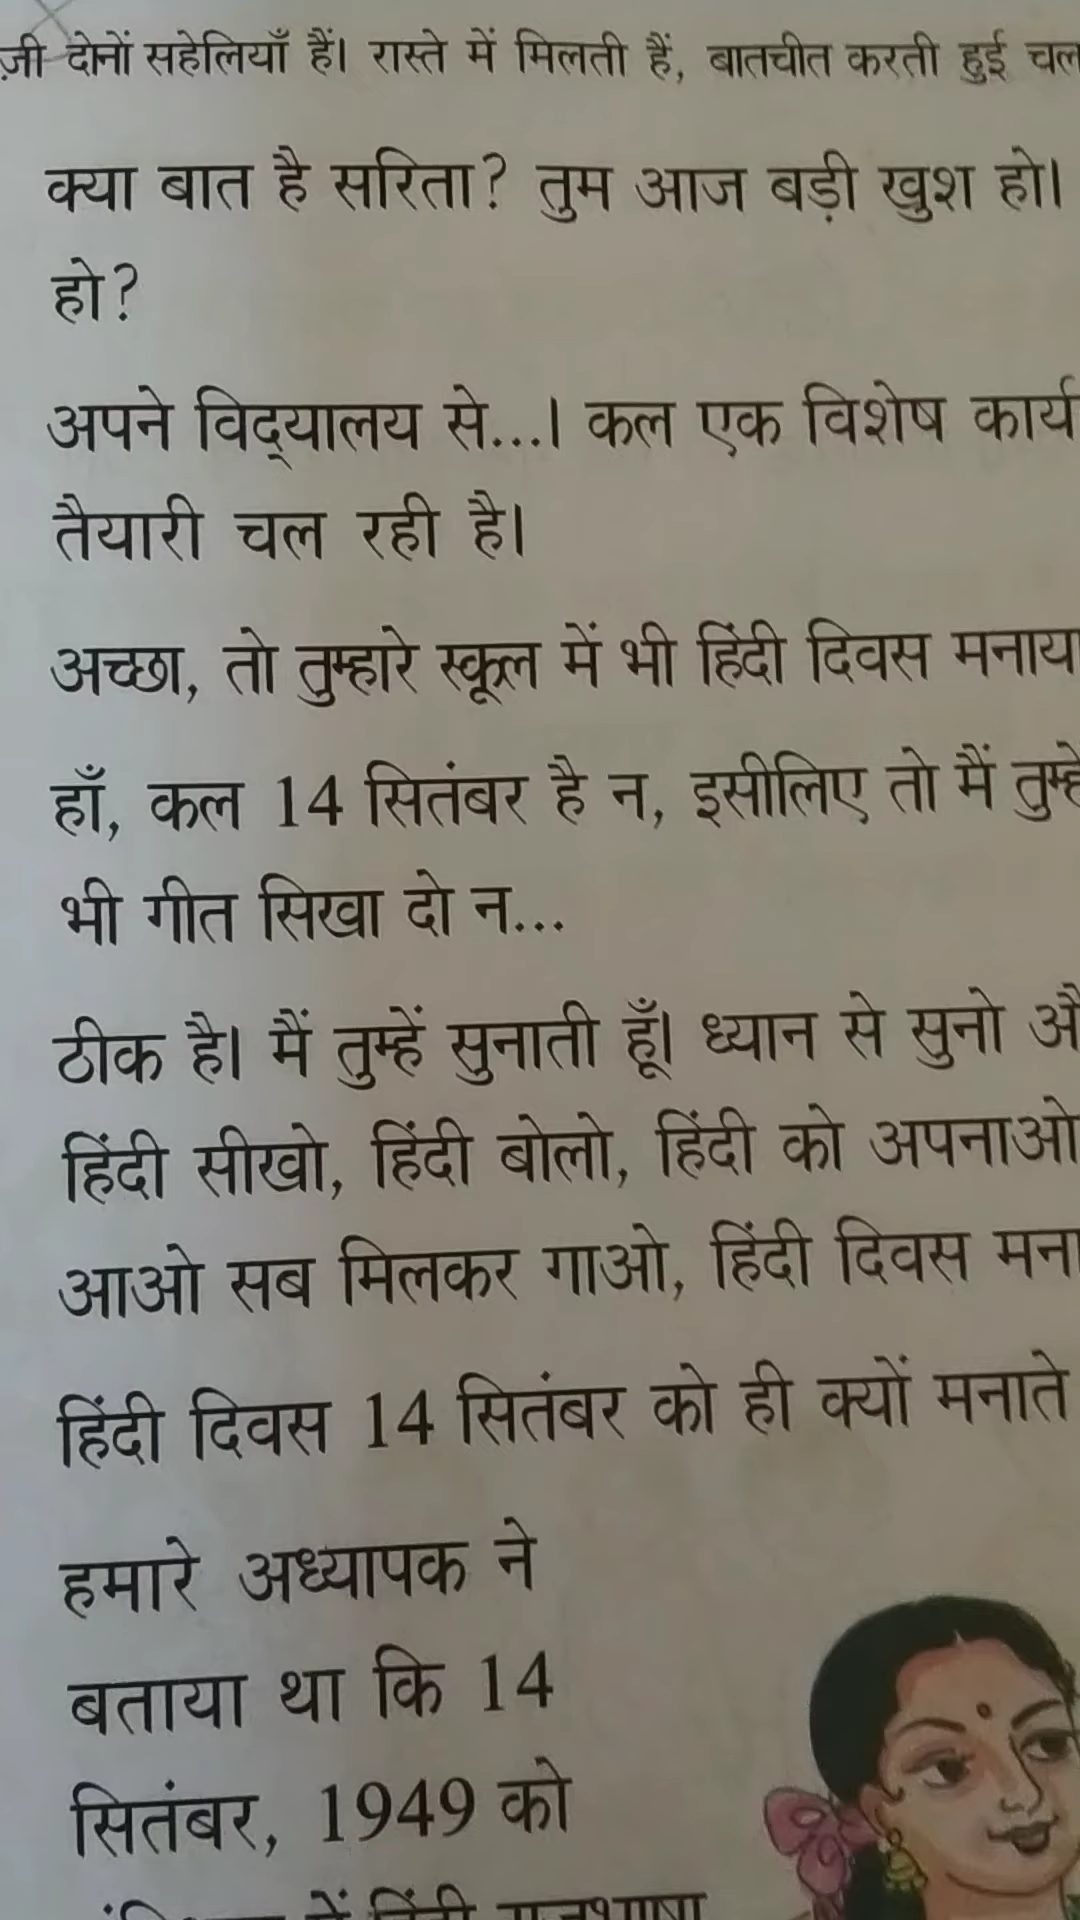 दोनों सहेलियाँ हैं। रास्ते में मिलती हैं, बातचीत करती हुई
क्या बात है सरिता? तुम आज बड़ी खुश हो।
हो?
अपने विद्‌यालय से...। कल एक विशेष कार्य
तैयारी चल रही है।
अच्छा, तो तुम्हारे स्कूल में भी हिंदी दिवस मनाया
हाँ, कल 14 सितंबर है न, इसीलिए तो मैं
भी गीत सिखा दो न...
ठीक है। मैं तुम्हें सुनाती हूँ। ध्यान से सुनो
हिंदी सीखो, हिंदी बोलो, हिंदी को अपनाओ
आओ सब मिलकर गाओ, हिंदी दिवस मना
हिंदी दिवस 14 सितंबर को ही क्यों मनाते
हमारे अध्यापक ने
बताया था कि 14
सितंबर, 1949 को
में हिंदी राजभाषा